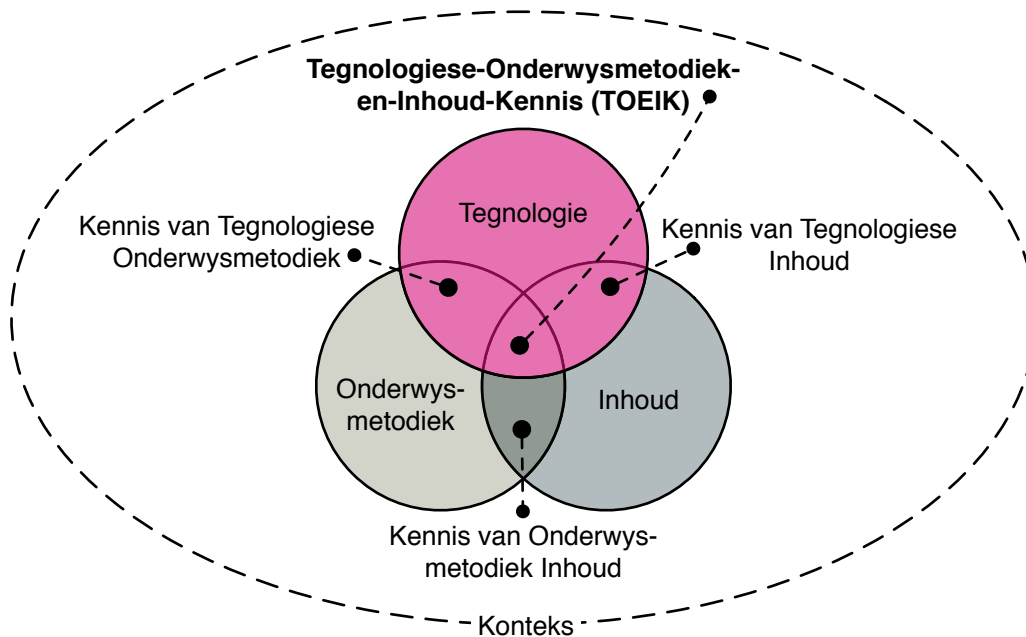 Tegnologiese-Onderwysmetodiek-
en-Inhoud-Kennis (TOEIK)
Tegnologie
Kennis van Tegnologiese
Onderwysmetodiek
Kennis van Tegnologiese
Inhoud
Onderwys-
metodiek
Inhoud
Kennis van Onderwys-
metodiek Inhoud
Konteks